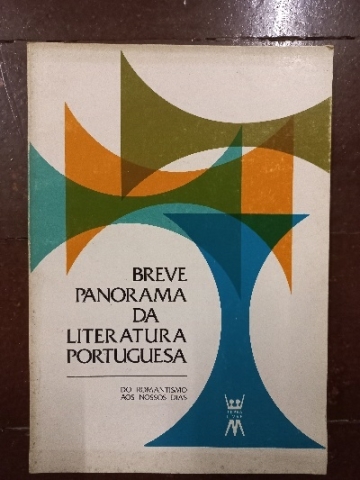 BREVE
PANORAMA
DA
LITERATURA
PORTUGUESA
DO ROMANTISMO
AOS NOSSOS DIAS